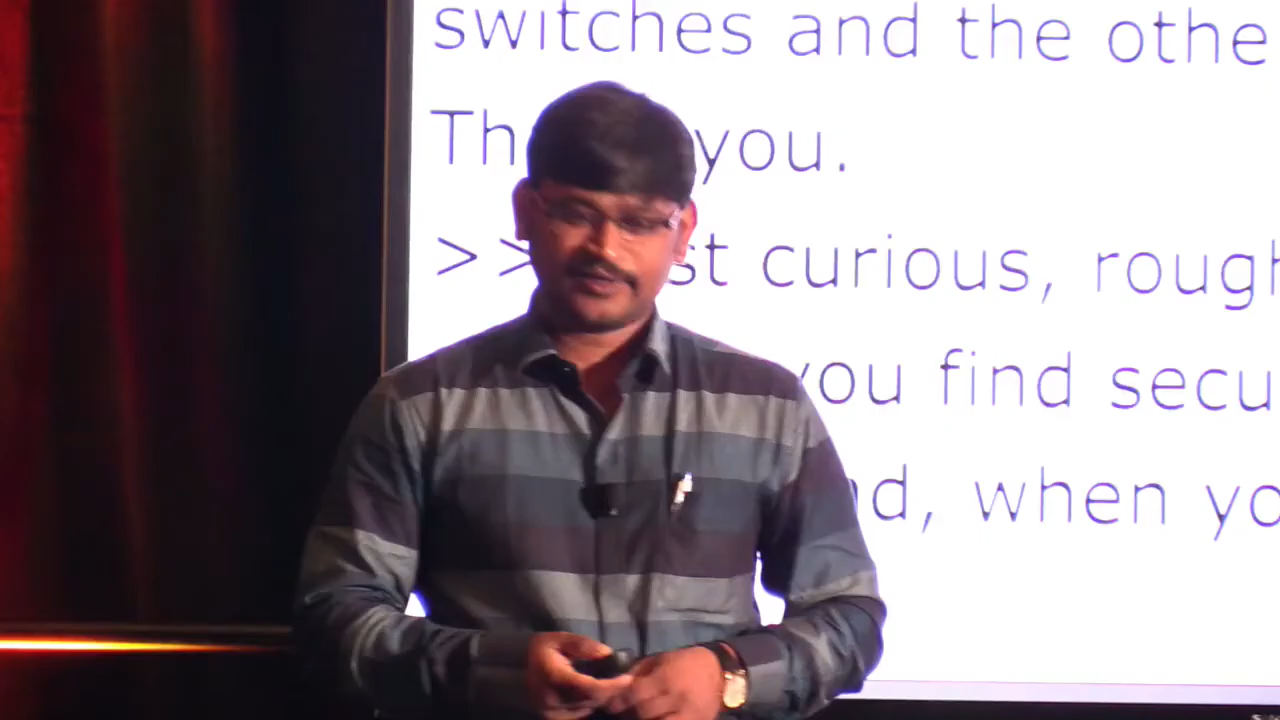 switches and the othe
Th you.
>> st curious, rough
you find secu
nd, when yo